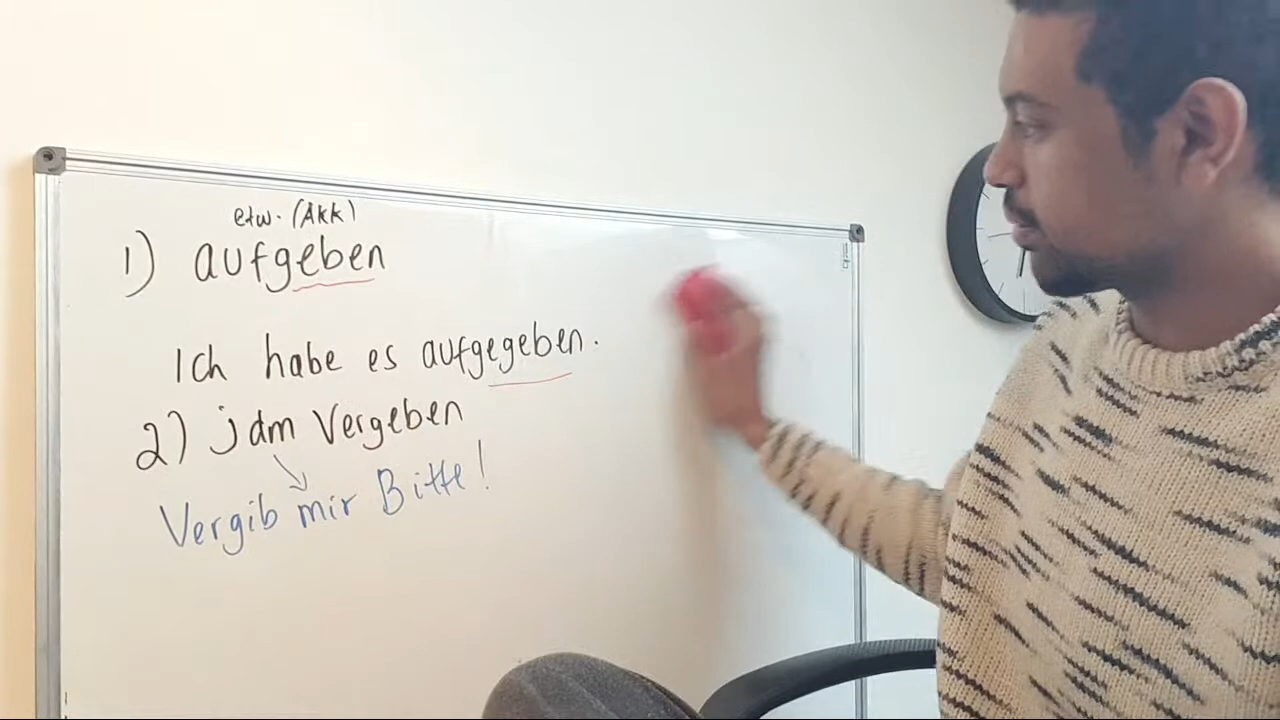 etw. (Akk)
1) aufgeben
Ich habe es aufgegeben.
2) jdm Vergeben
Vergib mir Bitte!